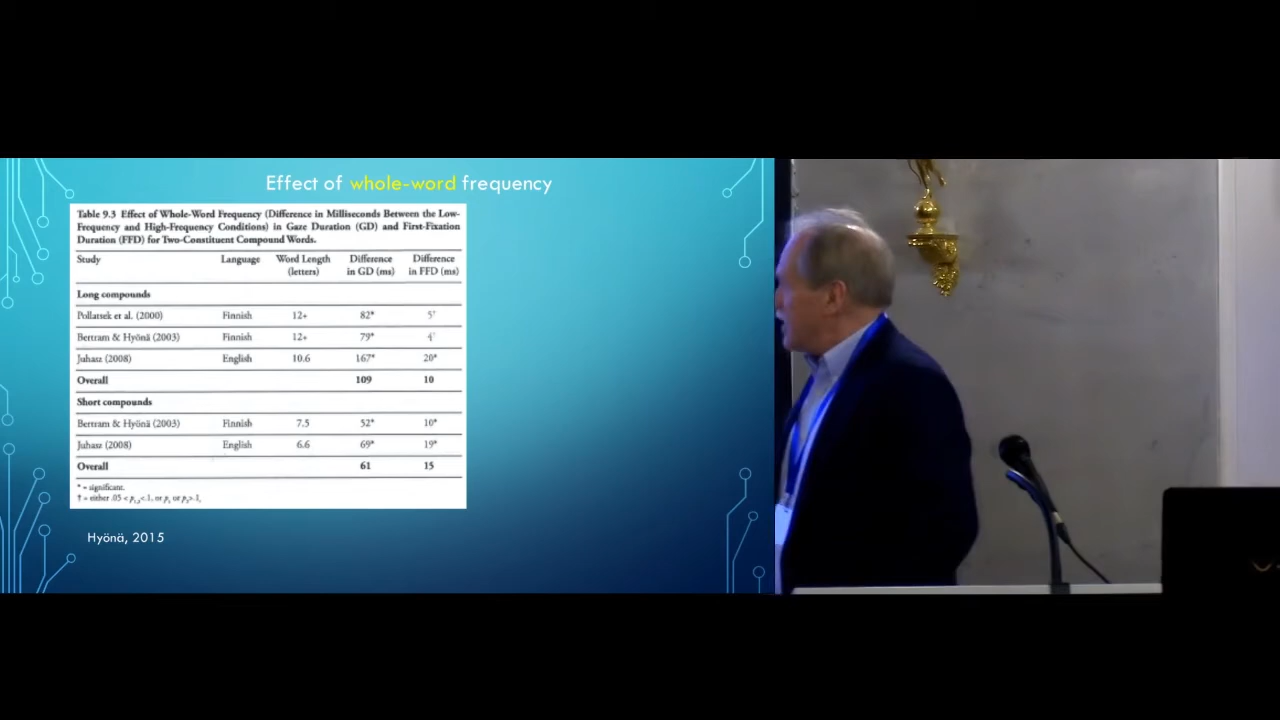 Effect of whole-word frequency
Table 9.3 Effect of Whole-Word Frequency (Difference in Milliseconds Between the Low-
Frequency and High-Frequency Conditions) in Gaze Duration (GD) and First-Fixation
Duration (FFD) for Two-Constituent Compound Words.
Study Language Word Length (letters) Difference in GD (ms) Difference in FFD (ms)
Long compounds
Pollatsek et al. (2000) Finnish 12+ 82* 5†
Bertram & Hyönä (2003) Finnish 12+ 79* 4†
Juhasz (2008) English 10.6 167* 20*
Overall 109 10
Short compounds
Bertram & Hyönä (2003) Finnish 7.5 52* 10*
Juhasz (2008) English 6.6 69* 19*
Overall 61 15
* = significant.
† = either .05 <
Hyönä, 2015